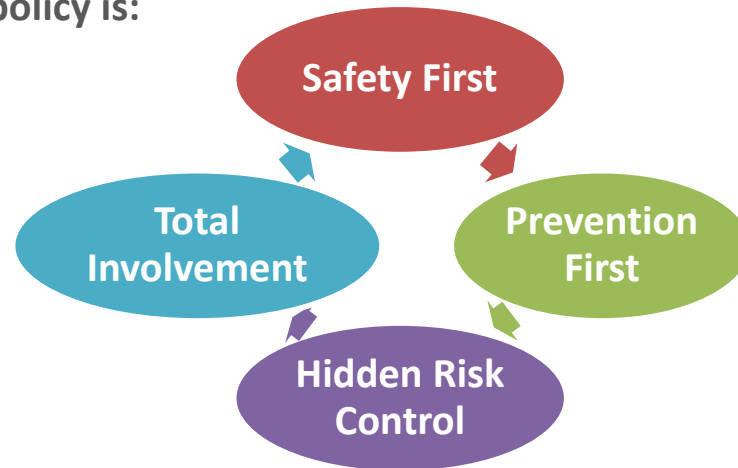 policy is:
Safety First
Total
Involvement
Prevention
First
Hidden Risk
Control